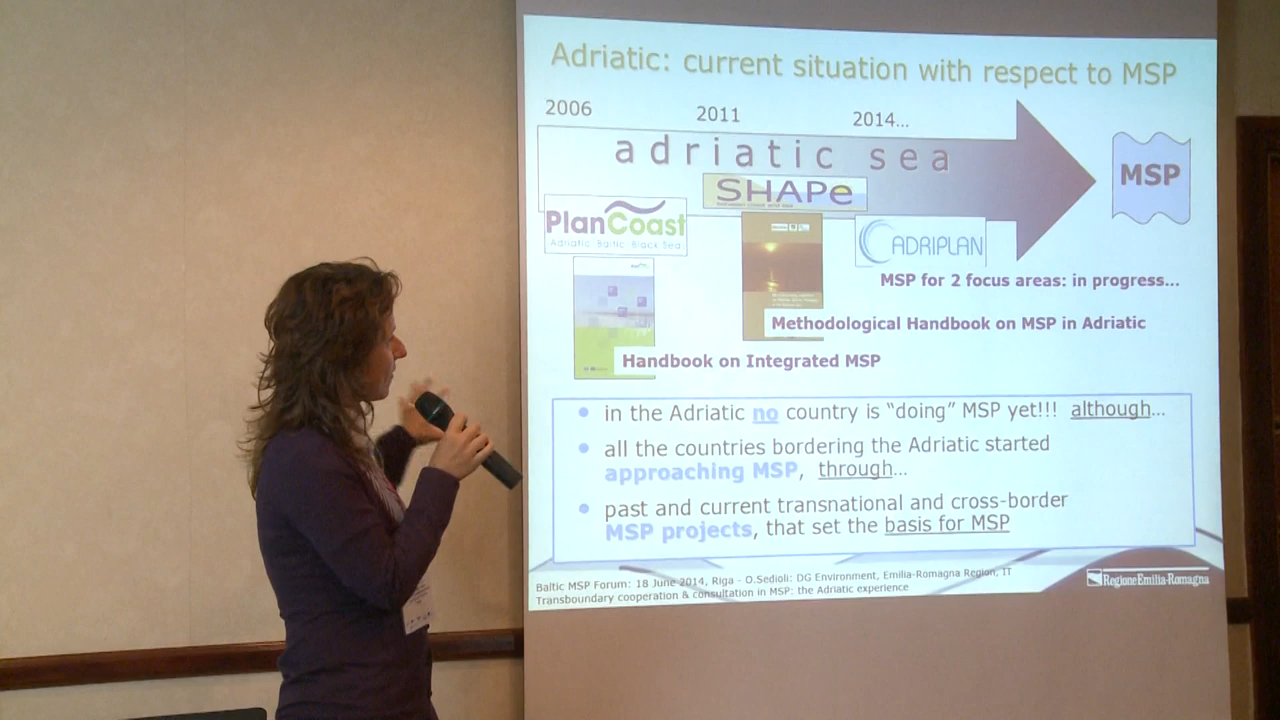 Adriatic: current situation with respect to MSP
2006
2011
2014...
adriatic sea
MSP
SHAPe
PlanCoast
Adriatic Baltic Black Sea
ADRIPLAN
MSP for 2 focus areas: in progress...
Methodological Handbook on MSP in Adriatic
Handbook on Integrated MSP
• in the Adriatic no country is "doing" MSP yet!!! although...
• all the countries bordering the Adriatic started
approaching MSP, through...
• past and current transnational and cross-border
MSP projects, that set the basis for MSP
Baltic MSP Forum: 18 June 2014, Riga - O.Sedioli: DG Environment, Emilia-Romagna Region, IT
Transboundary cooperation & consultation in MSP: the Adriatic experience
RegioneEmilia-Romagna